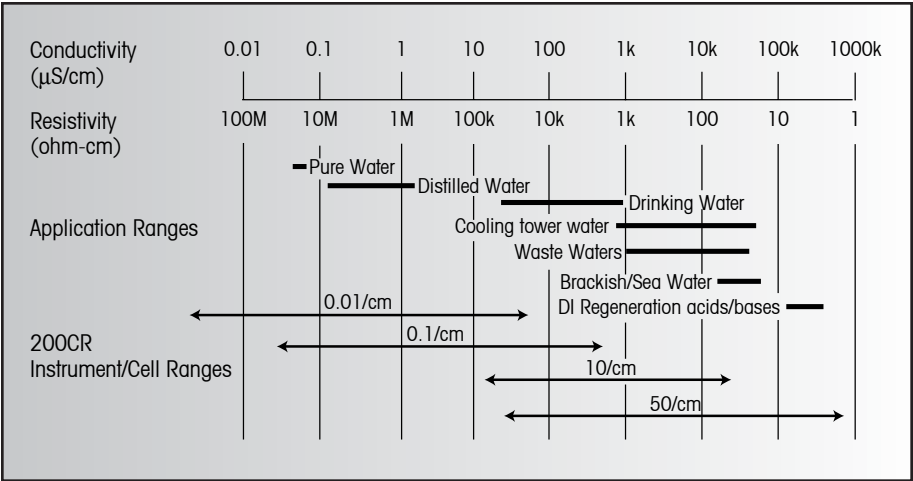 Conductivity 0.01 0.1 1 10 100 1k 10k 100k 1000k
(µS/cm)
Resistivity 100M 10M 1M 100k 10k 1k 100 10 1
(ohm-cm)
Pure Water
Distilled Water
Drinking Water
Application Ranges
Cooling tower water
Waste Waters
Brackish/Sea Water
DI Regeneration acids/bases
0.01/cm
200CR
Instrument/Cell Ranges
0.1/cm
10/cm
50/cm